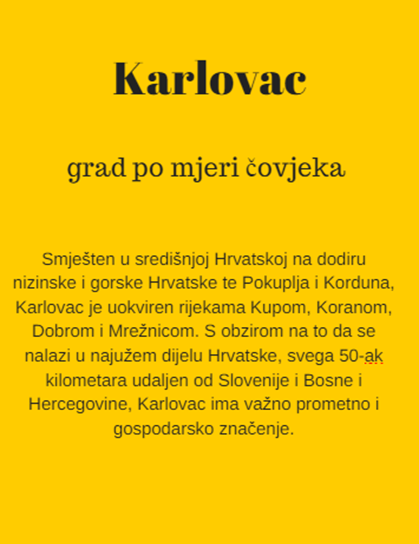 Karlovac
grad po mjeri čovjeka
Smješten u središnjoj Hrvatskoj na dodiru
nizinske i gorske Hrvatske te Pokuplja i Korduna,
Karlovac je uokviren rijekama Kupom, Koranom,
Dobrom i Mrežnicom. S obzirom na to da se
nalazi u najužem dijelu Hrvatske, svega 50-ak
kilometara udaljen od Slovenije i Bosne i
Hercegovine, Karlovac ima važno prometno i
gospodarsko značenje.